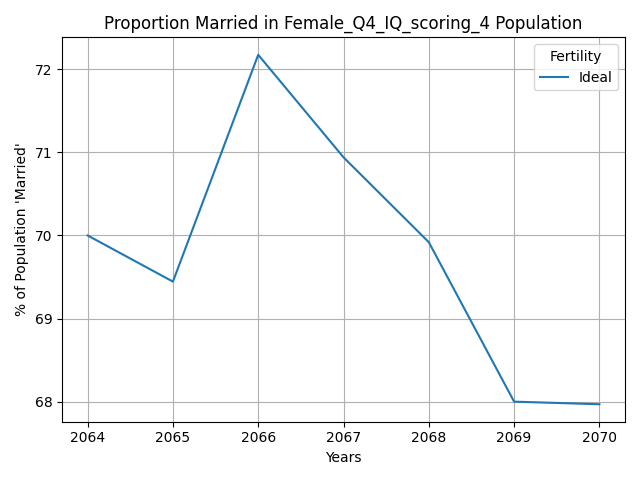 Proportion Married in Female_Q4_IQ_scoring_4 Population
Fertility
Ideal
% of Population 'Married'
72
71
70
69
68
2064 2065 2066 2067 2068 2069 2070
Years